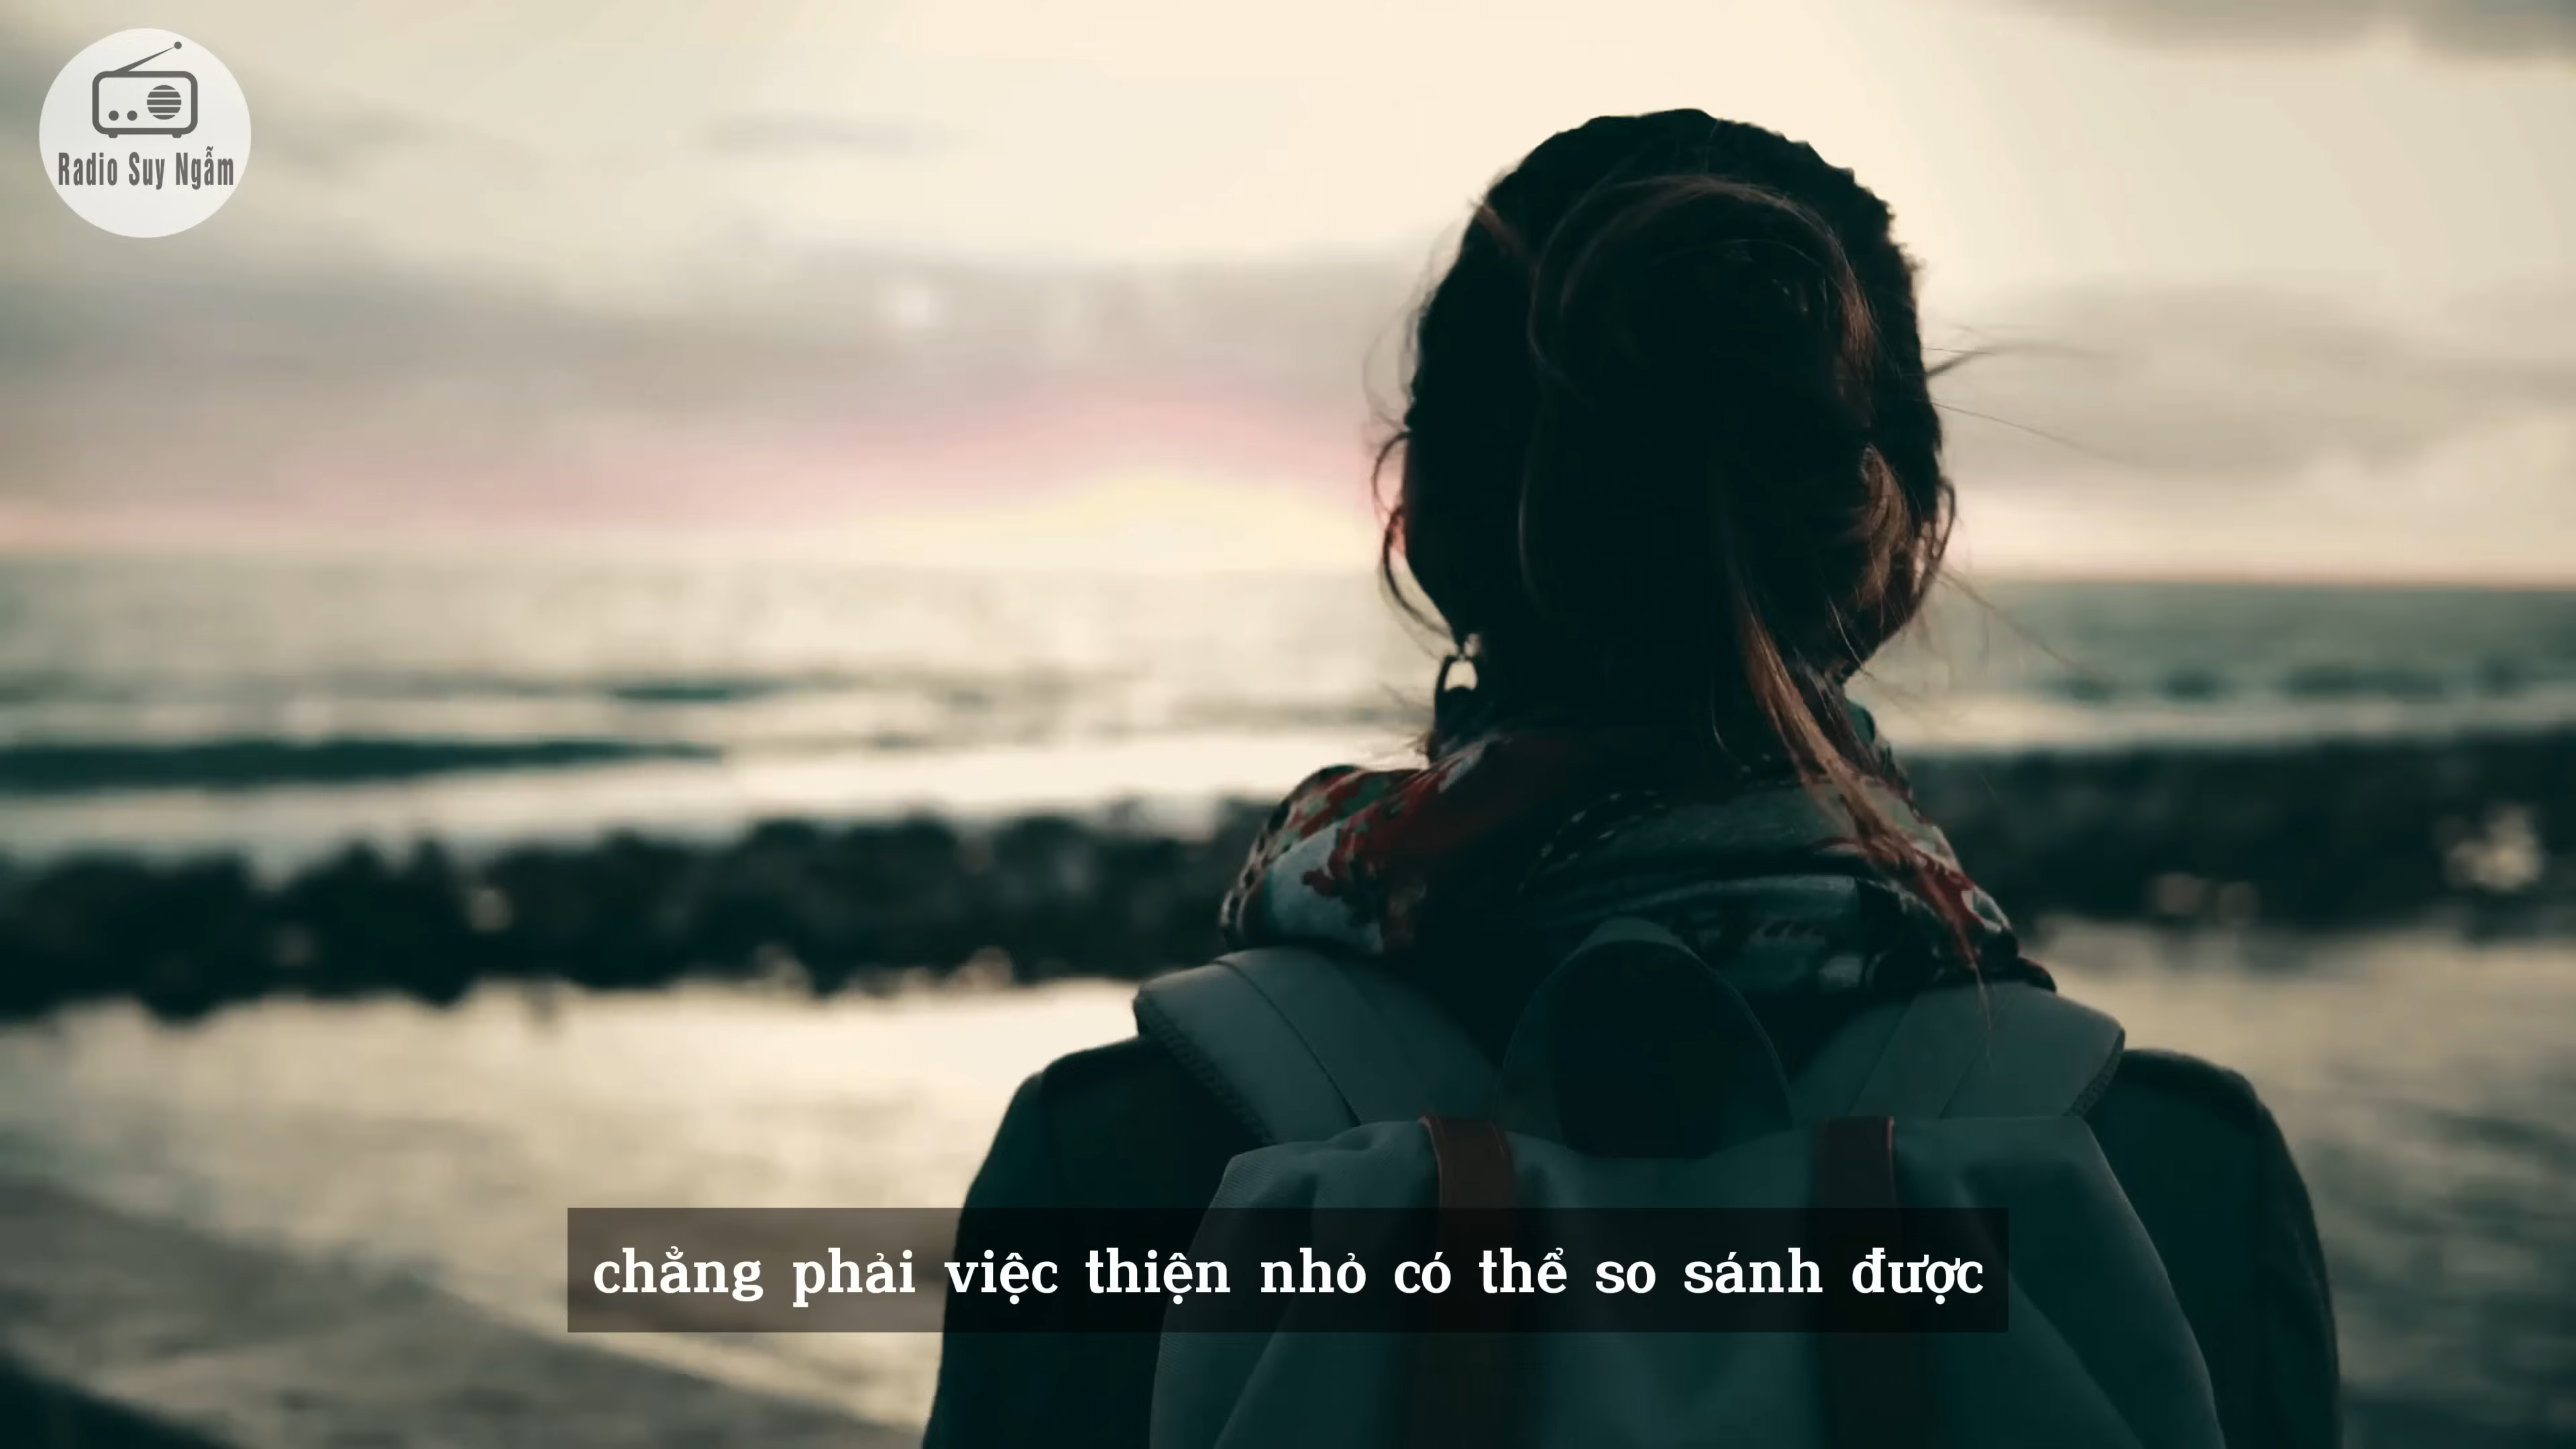 Radio Suy Ngẫm
chẳng phải việc thiện nhỏ có thể so sánh được